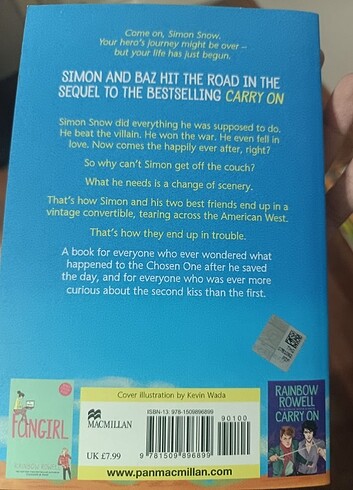 Come on, Simon Snow.
Your hero's journey might be over –
but your life has just begun.
SIMON AND BAZ HIT THE ROAD IN THE
SEQUEL TO THE BESTSELLING CARRY ON
Simon Snow did everything he was supposed to do.
He beat the villain. He won the war. He even fell in
love. Now comes the happily ever after, right?
So why can't Simon get off the couch?
What he needs is a change of scenery.
That's how Simon and his two best friends end up in a
vintage convertible, tearing across the American West.
That's how they end up in trouble.
A book for everyone who ever wondered what
happened to the Chosen One after he saved
the day, and for everyone who was ever more
curious about the second kiss than the first.
Cover illustration by Kevin Wada
FANGIRL
RAINBOW ROWELL
MACMILLAN
UK £7.99
ISBN-13: 978-1509896899
90100
9 781509 896899
www.panmacmillan.com
RAINBOW
ROWELL
CARRY ON